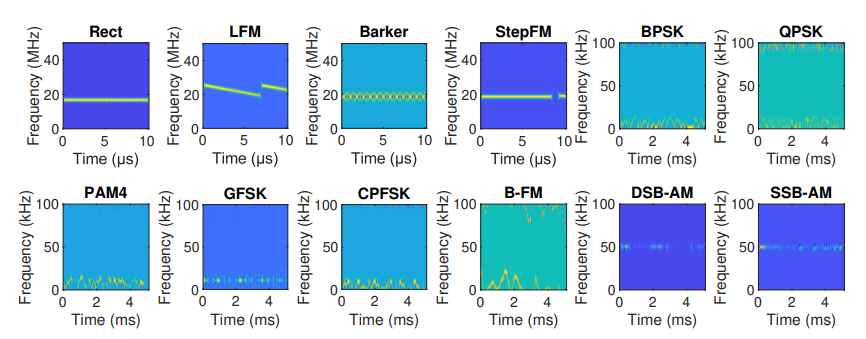 Rect LFM Barker StepFM BPSK QPSK
Frequency (MHz) Frequency (MHz) Frequency (MHz) Frequency (MHz) Frequency (kHz) Frequency (kHz)
40 40 40 40 100 100
20 20 20 20 50 50
0 0 0 0 0 0
0 5 10 0 5 10 0 5 10 0 5 10 0 2 4 0 2 4
Time (μs) Time (μs) Time (μs) Time (μs) Time (ms) Time (ms)
PAM4 GFSK CPFSK B-FM DSB-AM SSB-AM
Frequency (kHz) Frequency (kHz) Frequency (kHz) Frequency (kHz) Frequency (kHz) Frequency (kHz)
100 100 100 100 100 100
50 50 50 50 50 50
0 0 0 0 0 0
0 2 4 0 2 4 0 2 4 0 2 4 0 2 4 0 2 4
Time (ms) Time (ms) Time (ms) Time (ms) Time (ms) Time (ms)